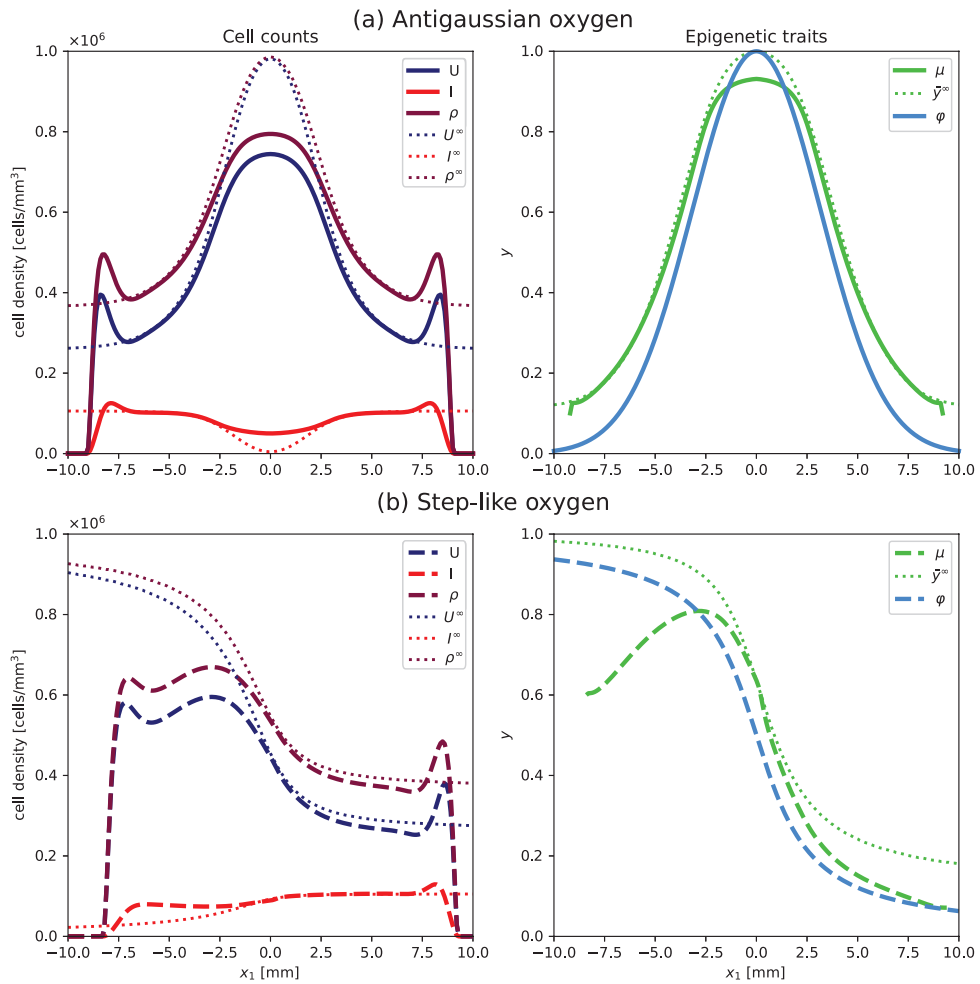 (a) Antigaussian oxygen
Cell counts
Epigenetic traits
×10⁶
1.0
0.8
0.6
0.4
0.2
0.0
cell density [cells/mm³]
U
I
ρ
U∞
I∞
ρ∞
−10.0 −7.5 −5.0 −2.5 0.0 2.5 5.0 7.5 10.0
1.0
0.8
0.6
0.4
0.2
0.0
y
μ
ȳ∞
φ
−10.0 −7.5 −5.0 −2.5 0.0 2.5 5.0 7.5 10.0
(b) Step-like oxygen
×10⁶
1.0
0.8
0.6
0.4
0.2
0.0
cell density [cells/mm³]
U
I
ρ
U∞
I∞
ρ∞
−10.0 −7.5 −5.0 −2.5 0.0 2.5 5.0 7.5 10.0
x₁ [mm]
1.0
0.8
0.6
0.4
0.2
0.0
y
μ
ȳ∞
φ
−10.0 −7.5 −5.0 −2.5 0.0 2.5 5.0 7.5 10.0
x₁ [mm]